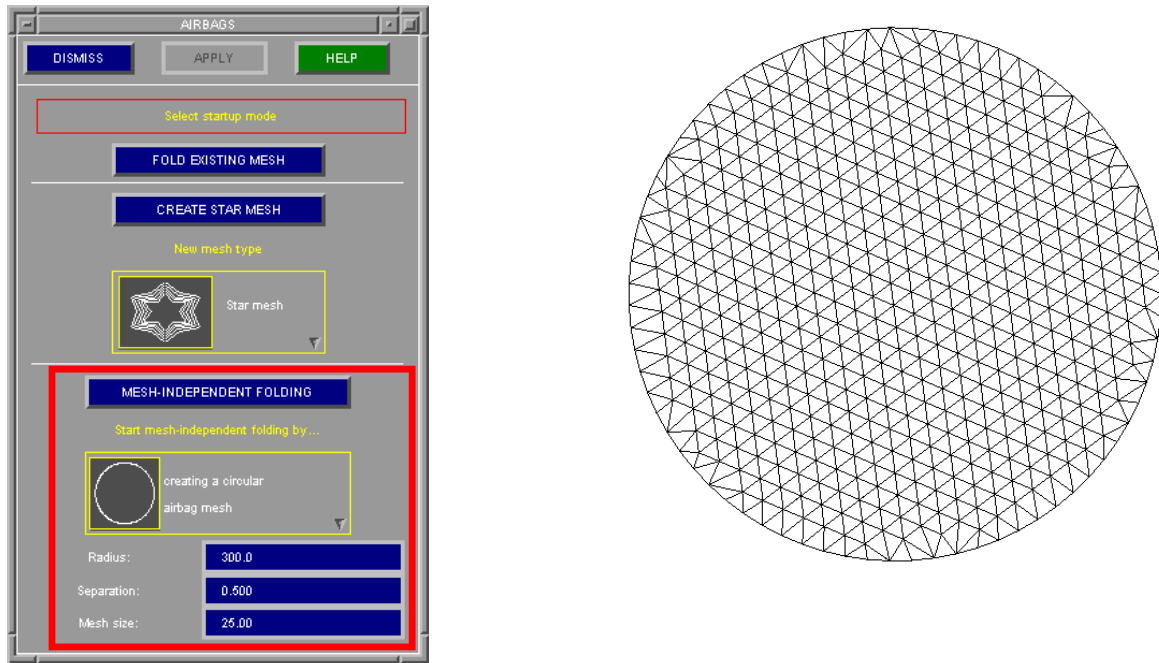 AIRBAGS
DISMISS APPLY HELP
Select startup mode
FOLD EXISTING MESH
CREATE STAR MESH
New mesh type
Star mesh
MESH-INDEPENDENT FOLDING
Start mesh-independent folding by...
creating a circular
airbag mesh
Radius: 300.0
Separation: 0.500
Mesh size: 25.00